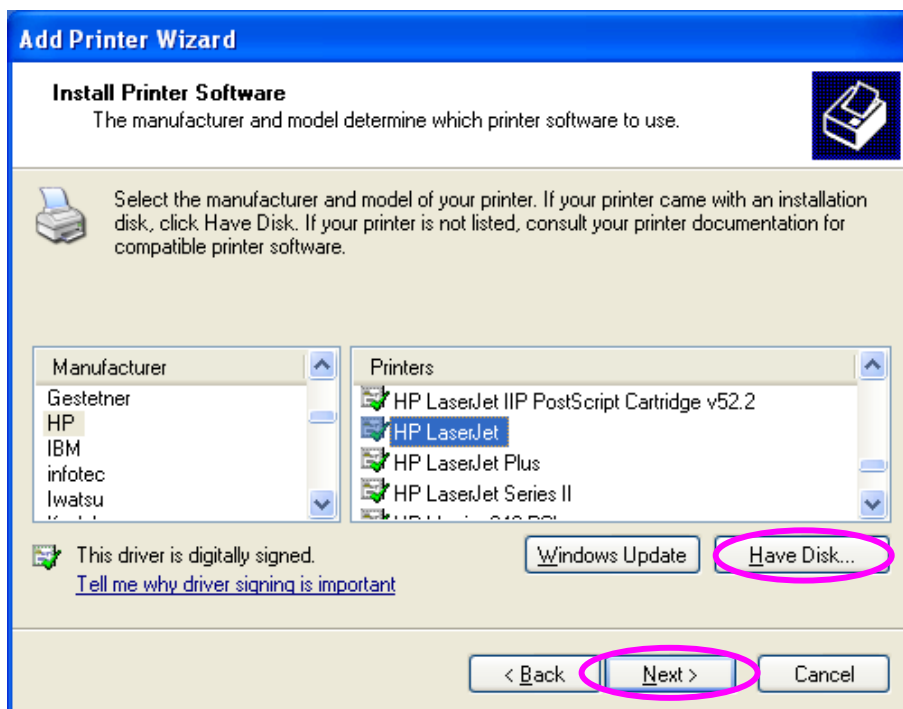 Add Printer Wizard
Install Printer Software
The manufacturer and model determine which printer software to use.
Select the manufacturer and model of your printer. If your printer came with an installation
disk, click Have Disk. If your printer is not listed, consult your printer documentation for
compatible printer software.
Manufacturer
Gestetner
HP
IBM
infotec
Iwatsu
Printers
HP LaserJet IIP PostScript Cartridge v52.2
HP LaserJet
HP LaserJet Plus
HP LaserJet Series II
This driver is digitally signed.
Tell me why driver signing is important
Windows Update
Have Disk...
< Back
Next >
Cancel